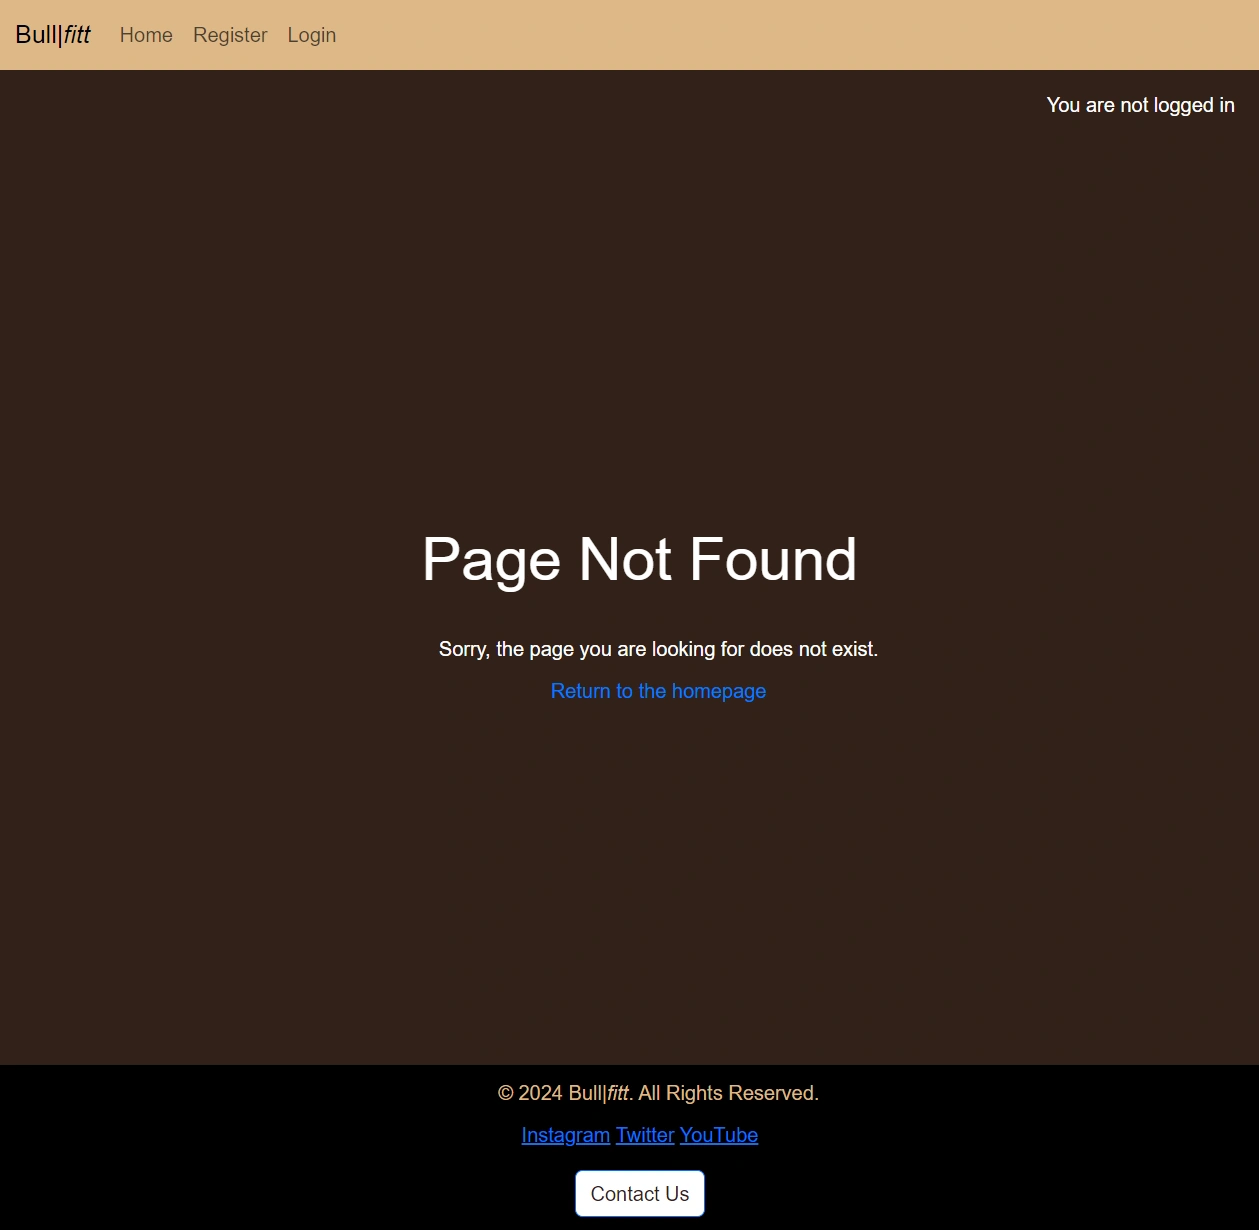 Bull|fitt Home Register Login
You are not logged in
Page Not Found
Sorry, the page you are looking for does not exist.
Return to the homepage
© 2024 Bull|fitt. All Rights Reserved.
Instagram Twitter YouTube
Contact Us